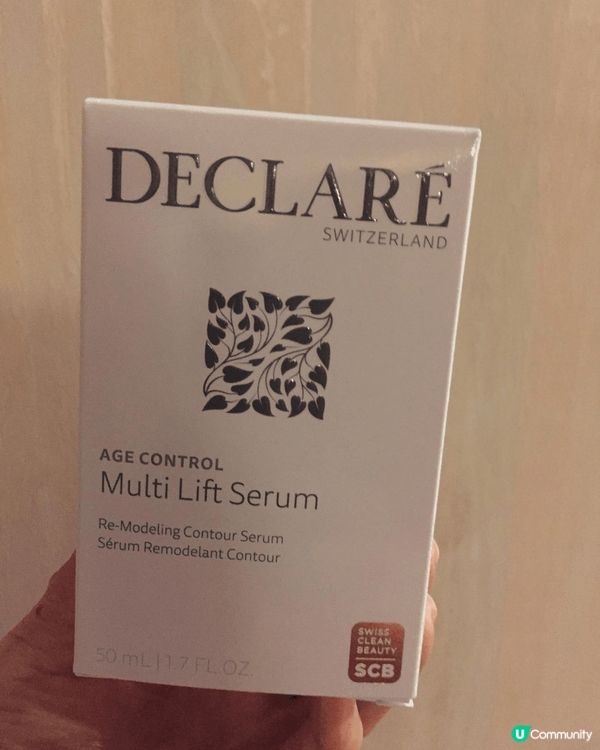 DECLARÉ
SWITZERLAND
AGE CONTROL
Multi Lift Serum
Re-Modeling Contour Serum
Sérum Remodelant Contour
50 mL | 1.7 FL.OZ.
SWISS
CLEAN
BEAUTY
SCB
U Community